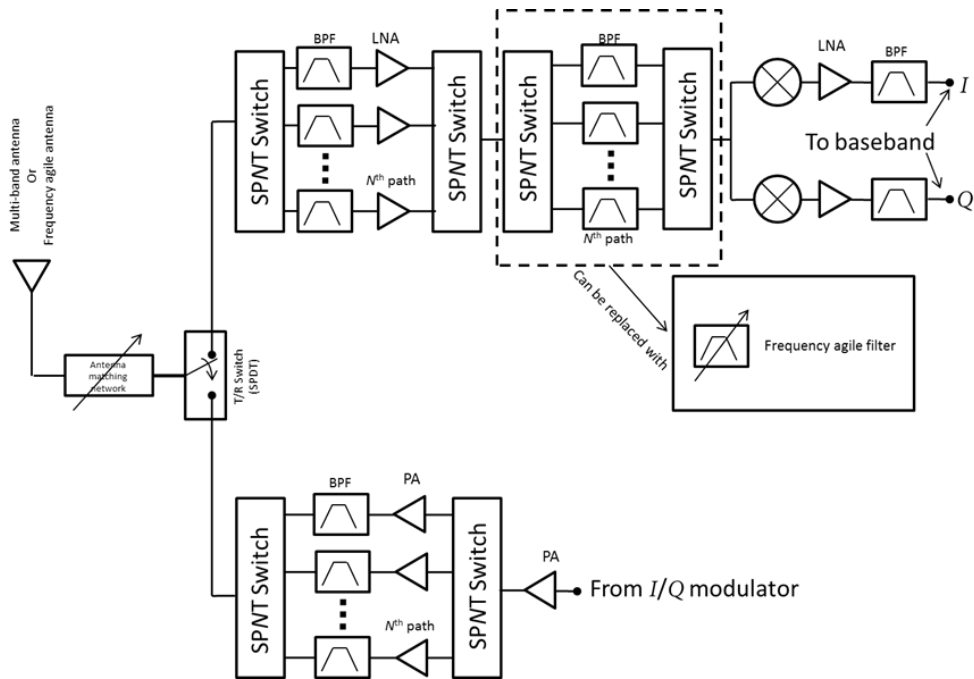 BPF
LNA
SPNT Switch
SPNT Switch
Nth path
SPNT Switch
BPF
SPNT Switch
Nth path
LNA
BPF
I
To baseband
Q
Multi-band antenna
Or
Frequency agile antenna
Antenna
matching
network
T/R Switch
(SPDT)
Can be replaced with
Frequency agile filter
SPNT Switch
BPF
PA
SPNT Switch
Nth path
PA
From I/Q modulator